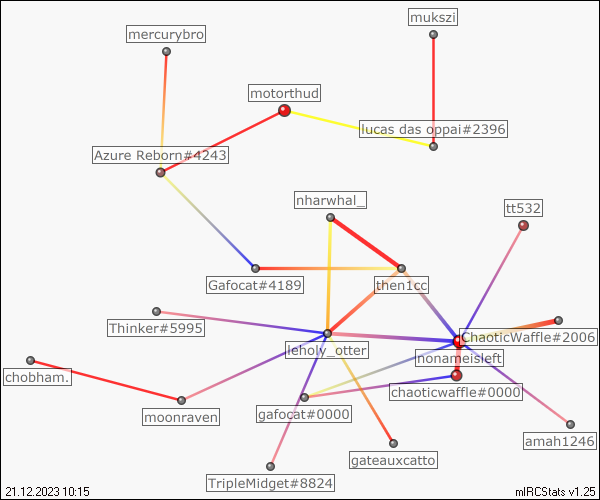 mukszi
mercurybro
motorthud
lucas das oppai#2396
Azure Reborn#4243
nharwhal_
tt532
Gafocat#4189
then1cc
Thinker#5995
ChaoticWaffle#2006
leholy_otter
nonameisleft
chobham.
chaoticwaffle#0000
moonraven
gafocat#0000
amah1246
gateauxcatto
TripleMidget#8824
21.12.2023 10:15
mIRCStats v1.25